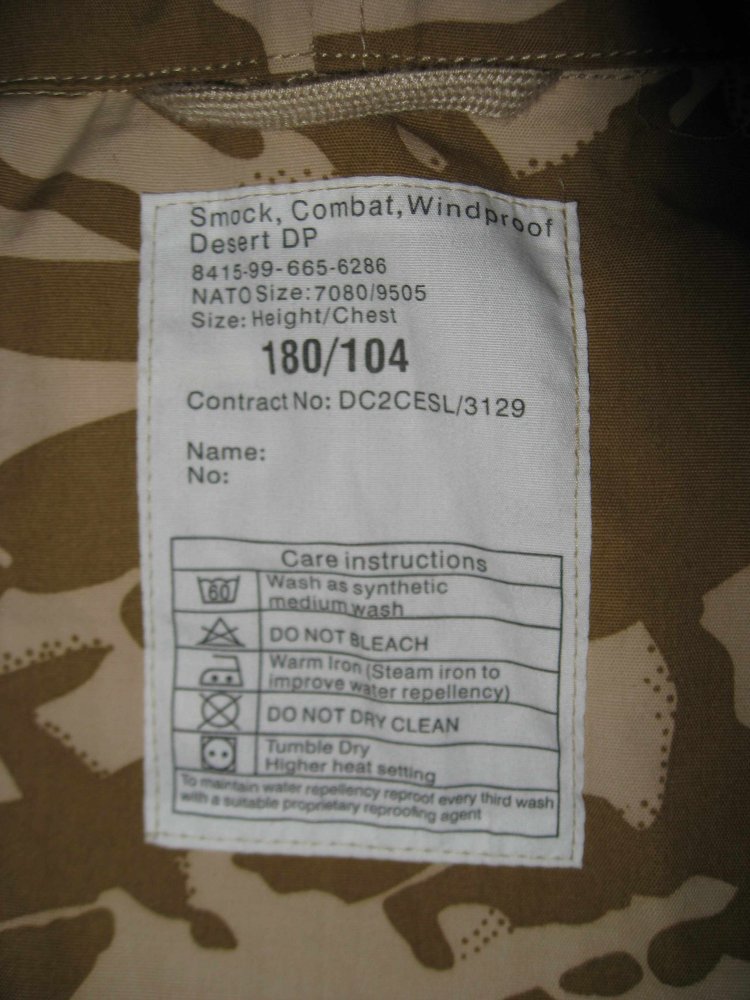 Smock, Combat, Windproof
Desert DP
8415-99-665-6286
NATO Size: 7080/9505
Size: Height/Chest
180/104
Contract No: DC2CESL/3129
Name:
No:
Care instructions
60
Wash as synthetic
medium wash
DO NOT BLEACH
Warm Iron (Steam iron to
improve water repellency)
DO NOT DRY CLEAN
Tumble Dry
Higher heat setting
To maintain water repellency reproof every third wash
with a suitable proprietary reproofing agent